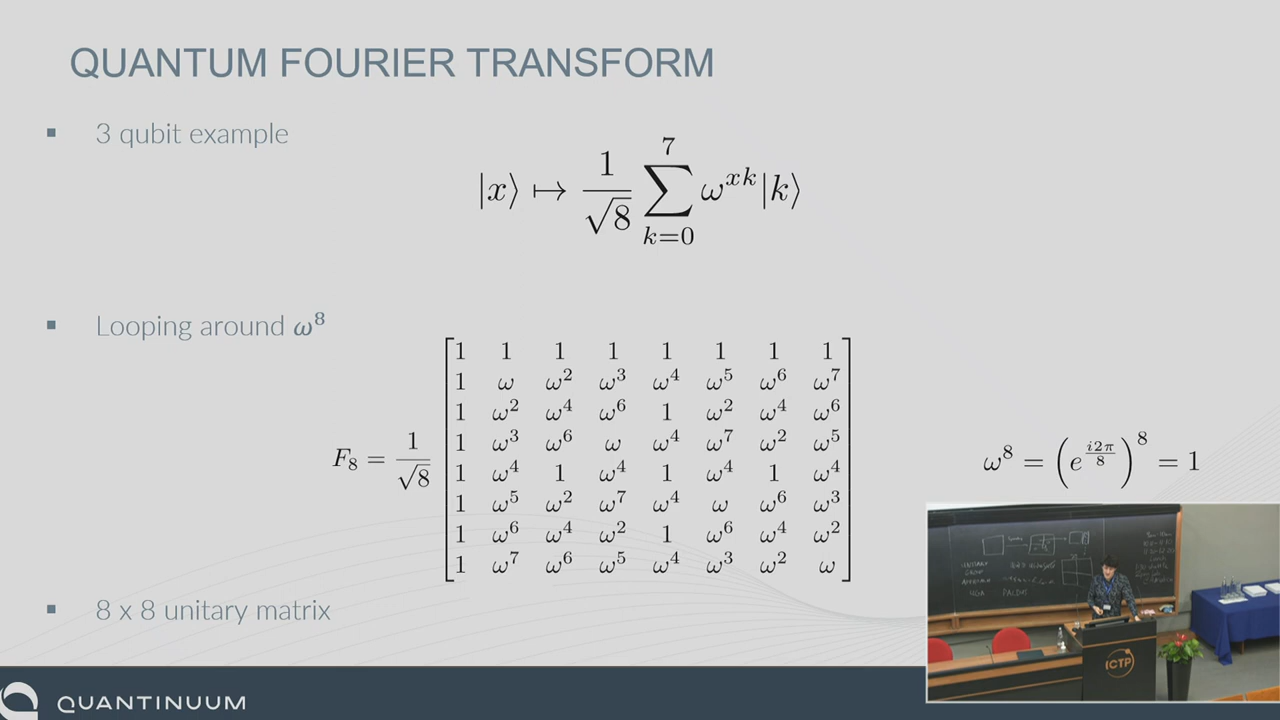 QUANTUM FOURIER TRANSFORM
▪ 3 qubit example
|x⟩ ↦ 1/√8 ∑_{k=0}^{7} ω^{xk}|k⟩
▪ Looping around ω⁸
F₈ = 1/√8
1 1 1 1 1 1 1 1
1 ω ω² ω³ ω⁴ ω⁵ ω⁶ ω⁷
1 ω² ω⁴ ω⁶ 1 ω² ω⁴ ω⁶
1 ω³ ω⁶ ω ω⁴ ω⁷ ω² ω⁵
1 ω⁴ 1 ω⁴ 1 ω⁴ 1 ω⁴
1 ω⁵ ω² ω⁷ ω⁴ ω ω⁶ ω³
1 ω⁶ ω⁴ ω² 1 ω⁶ ω⁴ ω²
1 ω⁷ ω⁶ ω⁵ ω⁴ ω³ ω² ω
ω⁸ = (e^{i2π/8})⁸ = 1
▪ 8 x 8 unitary matrix
UNITARY
GROUP
ICTP
QUANTINUUM